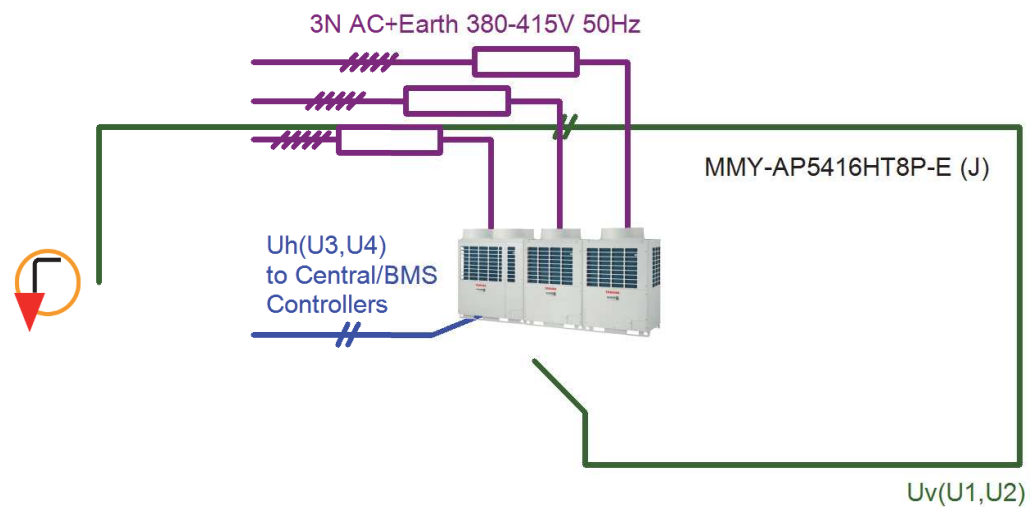 3N AC+Earth 380-415V 50Hz
MMY-AP5416HT8P-E (J)
Uh(U3,U4)
to Central/BMS
Controllers
Uv(U1,U2)